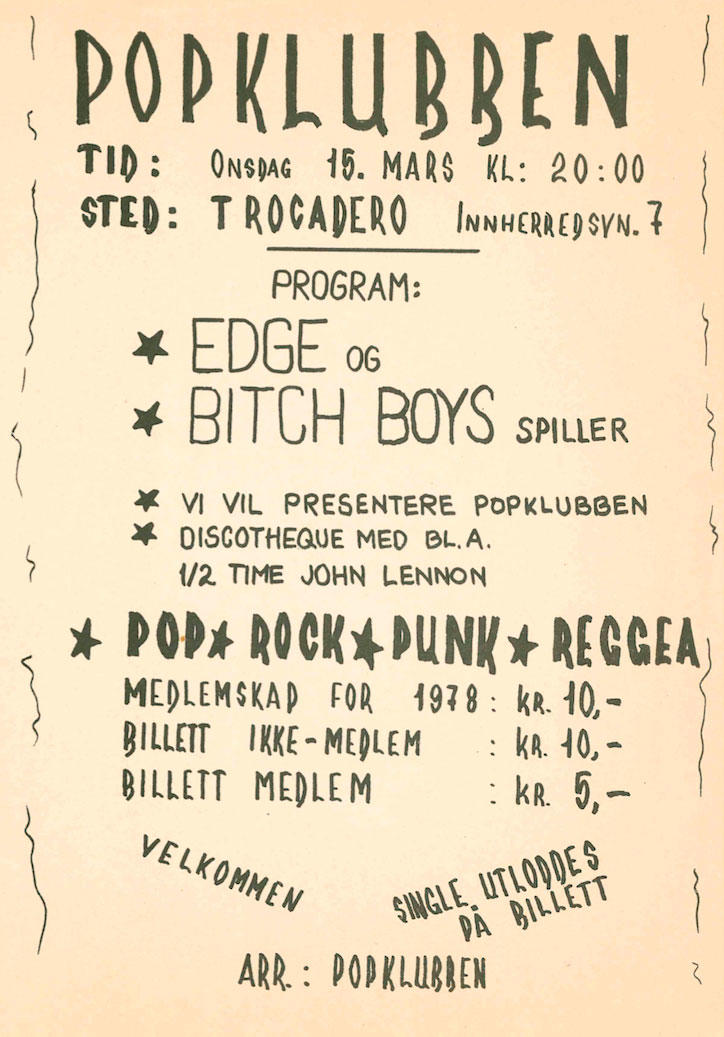 POPKLUBBEN
TID: ONSDAG 15. MARS KL: 20:00
STED: TROCADERO INNHERREDSVN. 7
PROGRAM:
★ EDGE OG
★ BITCH BOYS SPILLER
★ VI VIL PRESENTERE POPKLUBBEN
★ DISCOTHEQUE MED BL.A.
1/2 TIME JOHN LENNON
★ POP★ ROCK★ PUNK★ REGGEA
MEDLEMSKAP FOR 1978: KR. 10,-
BILLETT IKKE-MEDLEM : KR. 10,-
BILLETT MEDLEM : KR. 5,-
VELKOMMEN
SINGLE UTLODDES
PÅ BILLETT
ARR.: POPKLUBBEN